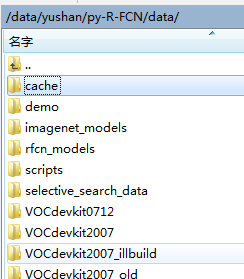 /data/yushan/py-R-FCN/data/
名字
..
cache
demo
imagenet_models
rfcn_models
scripts
selective_search_data
VOCdevkit0712
VOCdevkit2007
VOCdevkit2007_illbuild
VOCdevkit2007_old